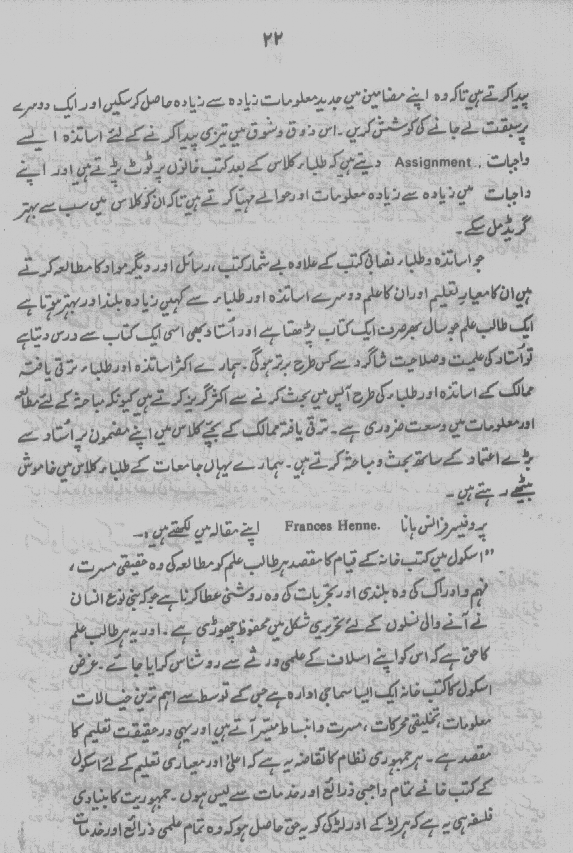 ۲۲
پیدا کرتے ہیں تاکہ وہ اپنے مضامین میں جدید معلومات زیادہ سے زیادہ حاصل کرسکیں اور ایک دوسرے
پر سبقت لے جانے کی کوشش کریں۔ اس ذوق و شوق میں تیزی پیدا کرنے کے لئے اساتذہ ایسے
واجبات Assignment. دیتے ہیں کہ طلباء کلاس کے بعد کتب خانوں پر ٹوٹ پڑتے ہیں اور اپنے
واجبات میں زیادہ سے زیادہ معلومات اور حوالے مہیا کرتے ہیں تاکہ ان کو کلاس میں سب سے بہتر
گریڈ مل سکے۔
جو اساتذہ و طلباء نصابی کتب کے علاوہ بے شمار کتب، رسائل اور دیگر مواد کا مطالعہ کرتے
ہیں ان کا معیار تعلیم اور ان کا علم دوسرے اساتذہ اور طلباء سے کہیں زیادہ بلند اور بہتر ہوتا ہے
ایک طالب علم جو سال بھر صرف ایک کتاب پڑھتا ہے اور استاد بھی اسی ایک کتاب سے درس دیتا ہے
تو استاد کی علمیت و صلاحیت شاگرد سے کس طرح برتر ہوگی۔ ہمارے اکثر اساتذہ اور طلباء ترقی یافتہ
ممالک کے اساتذہ اور طلباء کی طرح آپس میں بحث کرنے سے اکثر گریز کرتے ہیں کیونکہ مباحثہ کے لئے مطالعہ
اور معلومات میں وسعت ضروری ہے۔ ترقی یافتہ ممالک کے بچے کلاس میں اپنے مضمون پر استاد سے
بڑے اعتماد کے ساتھ بحث و مباحثہ کرتے ہیں۔ ہمارے یہاں جامعات کے طلباء کلاس میں خاموش
بیٹھے رہتے ہیں۔
پروفیسر فرانس ہانا Frances Henne. اپنے مقالہ میں لکھتے ہیں:۔
"اسکول میں کتب خانہ کے قیام کا مقصد ہر طالب علم کو مطالعہ کی وہ حقیقی مسرت،
فہم و ادراک کی وہ بلندی اور تجربات کی وہ روشنی عطا کرنا ہے جو کہ بنی نوع انسان
نے آنے والی نسلوں کے لئے تحریری شکل میں محفوظ چھوڑی ہے۔ اور یہ ہر طالب علم
کا حق ہے کہ اس کو اپنے اسلاف کے علمی ورثے سے روشناس کرایا جائے۔ غرض
اسکول کا کتب خانہ ایک ایسا سماجی ادارہ ہے جس کے توسط سے اہم ترین خیالات
معلومات، تخلیقی محرکات، مسرت و انبساط میسر آتے ہیں اور یہی درحقیقت تعلیم کا
مقصد ہے۔ ہر جمہوری نظام کا تقاضہ یہ ہے کہ اعلیٰ اور معیاری تعلیم کے لئے اسکول
کے کتب خانے تمام واجبی ذرائع اور خدمات سے لیس ہوں۔ جمہوریت کا بنیادی
فلسفہ ہی یہ ہے کہ ہر لڑکے اور لڑکی کو یہ حق حاصل ہو کہ وہ تمام علمی ذرائع اور خدمات